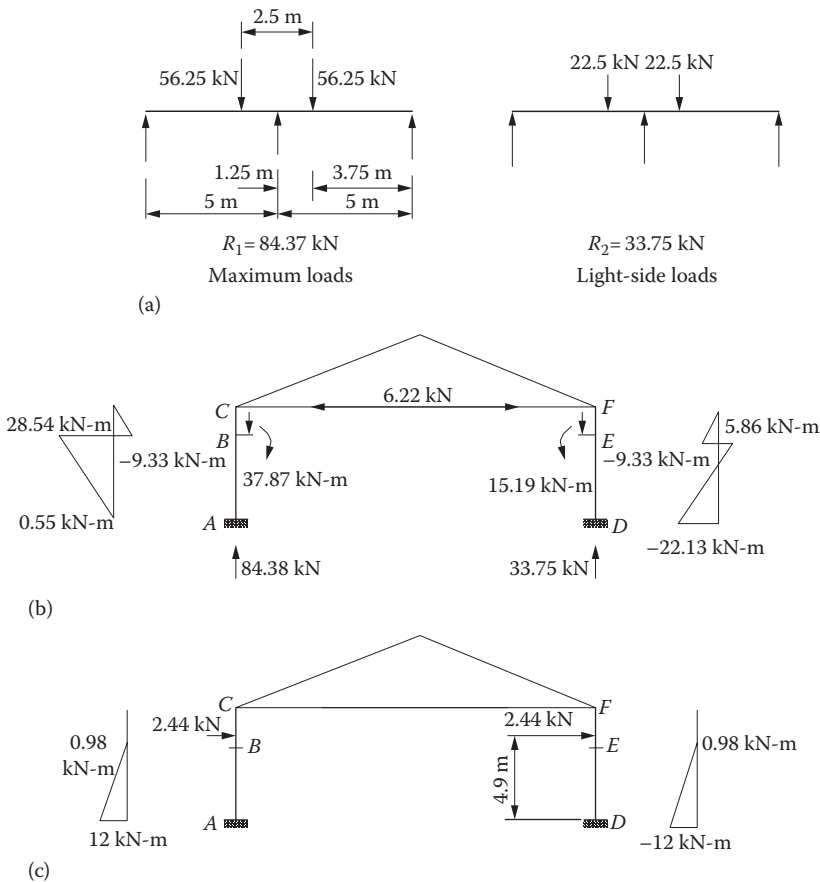 2.5 m
56.25 kN 56.25 kN
22.5 kN 22.5 kN
1.25 m 3.75 m
5 m 5 m
R₁= 84.37 kN
Maximum loads
R₂= 33.75 kN
Light-side loads
(a)
6.22 kN
C F
28.54 kN-m 5.86 kN-m
B E
−9.33 kN-m −9.33 kN-m
37.87 kN-m 15.19 kN-m
0.55 kN-m A D
−22.13 kN-m
84.38 kN 33.75 kN
(b)
C F
2.44 kN 2.44 kN
0.98 kN-m B E 0.98 kN-m
4.9 m
A D
12 kN-m −12 kN-m
(c)